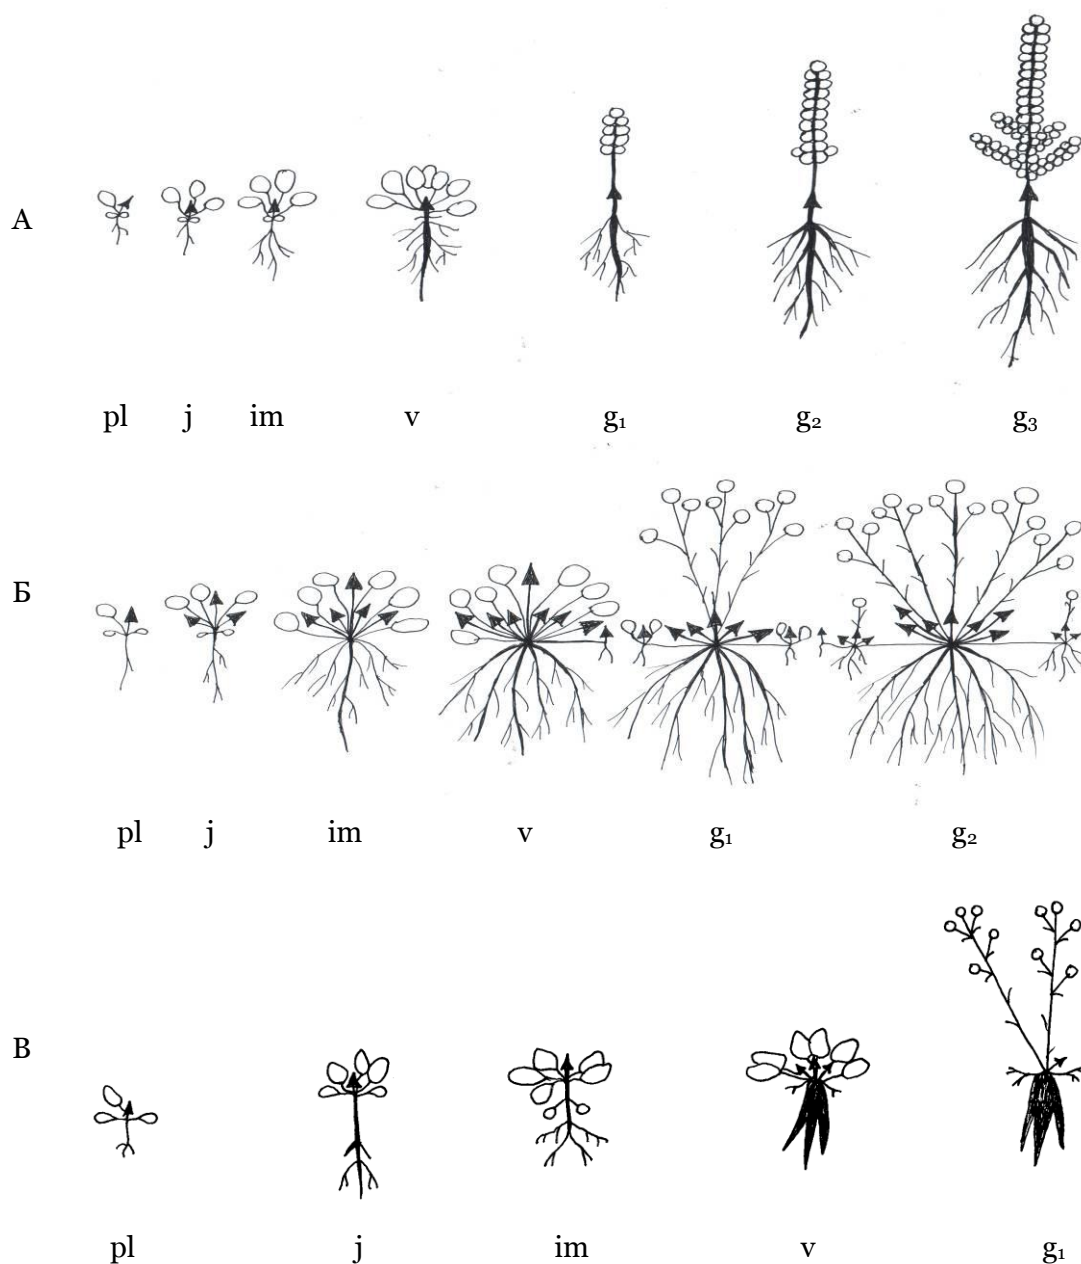 А
pl j im v g₁ g₂ g₃
Б
pl j im v g₁ g₂
В
pl j im v g₁